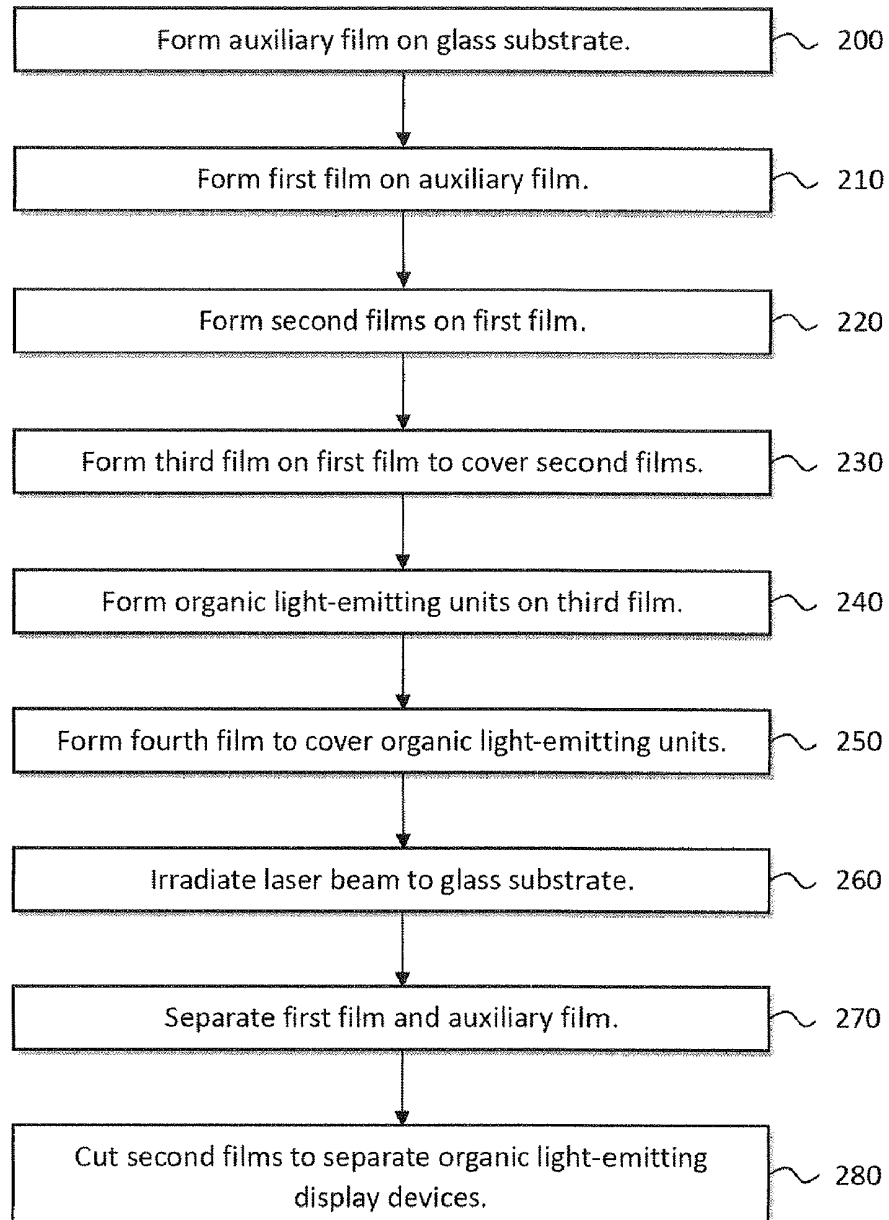 Form auxiliary film on glass substrate. 200
Form first film on auxiliary film. 210
Form second films on first film. 220
Form third film on first film to cover second films. 230
Form organic light-emitting units on third film. 240
Form fourth film to cover organic light-emitting units. 250
Irradiate laser beam to glass substrate. 260
Separate first film and auxiliary film. 270
Cut second films to separate organic light-emitting
display devices. 280